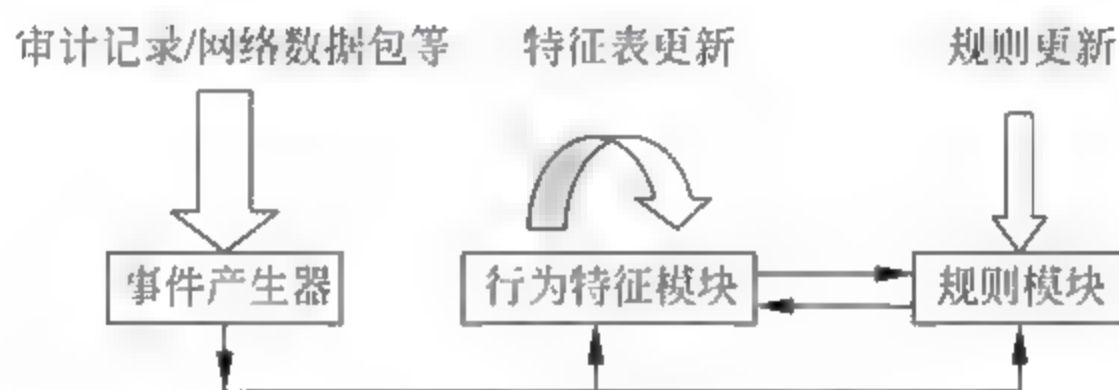 审计记录/网络数据包等
特征表更新
规则更新
事件产生器
行为特征模块
规则模块